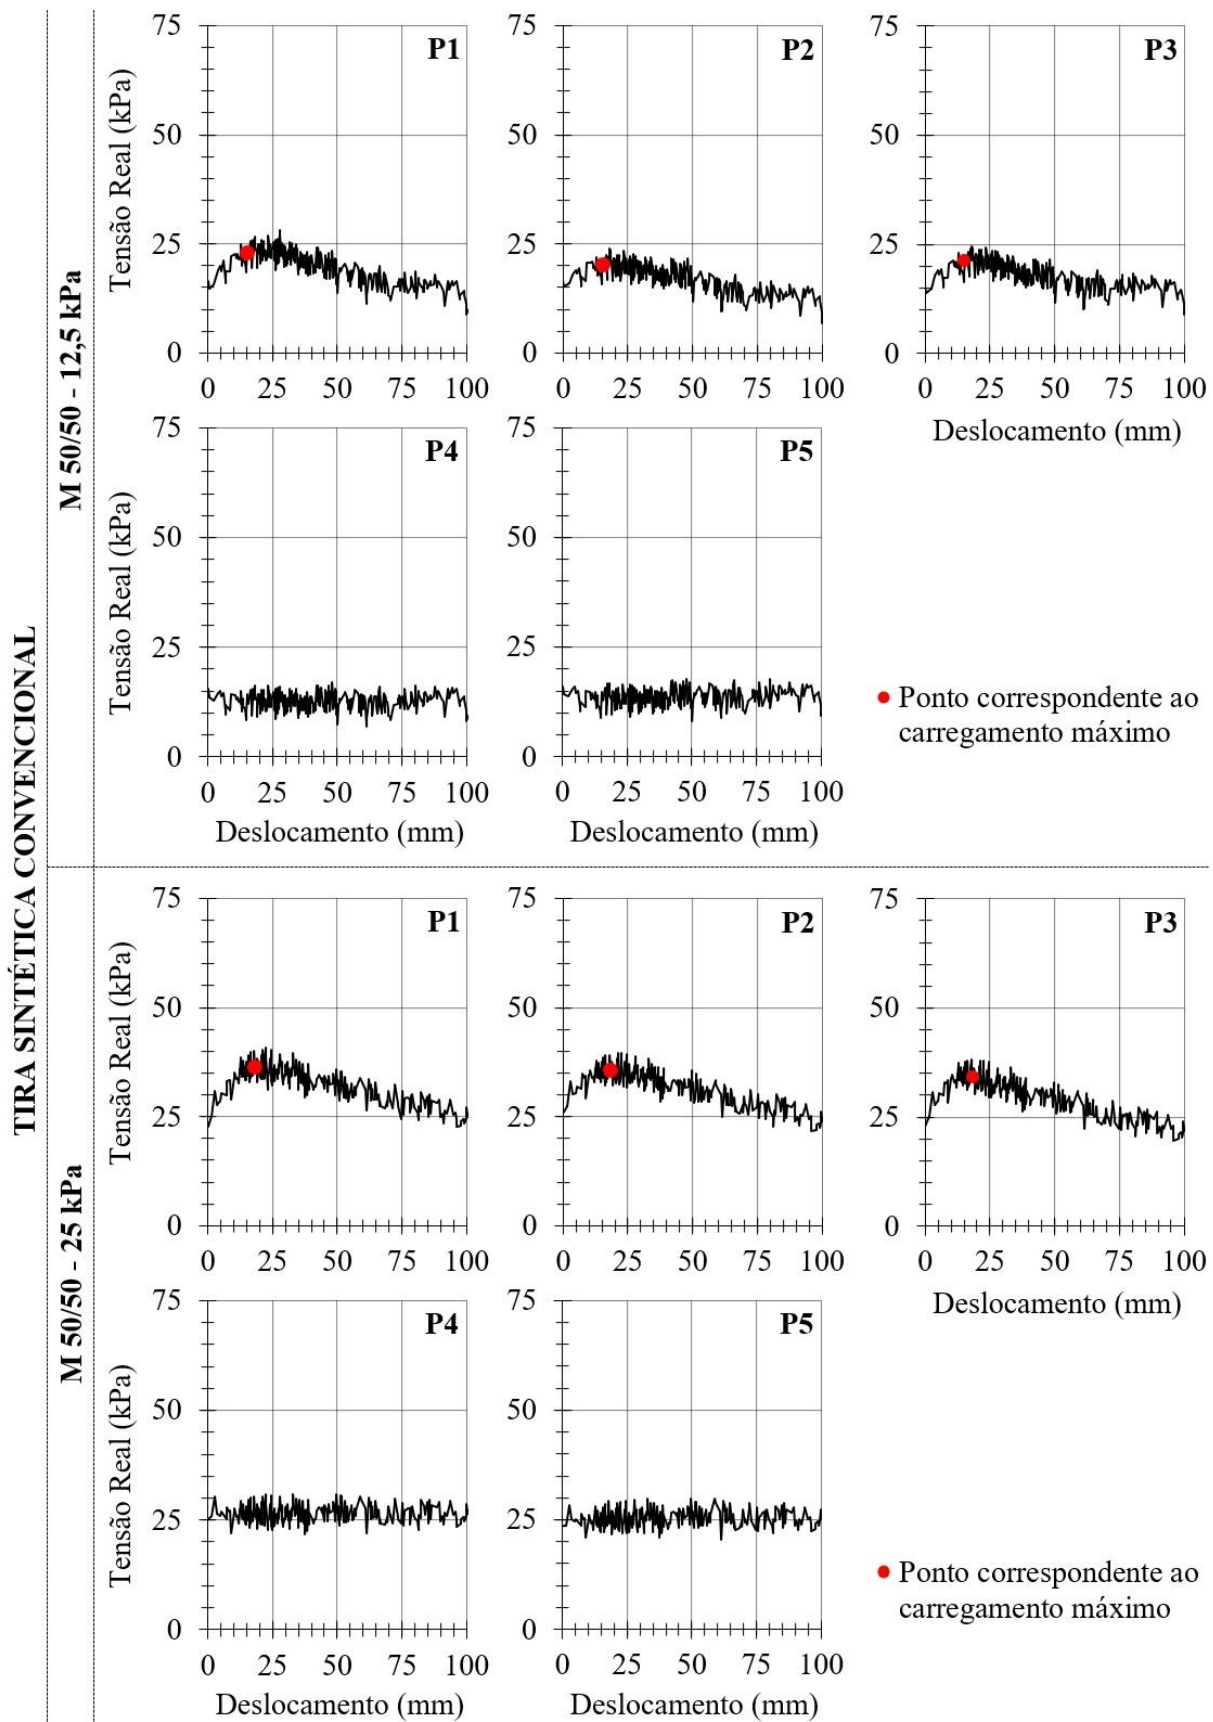 TIRA SINTÉTICA CONVENCIONAL
M 50/50 - 12,5 kPa
Tensão Real (kPa)
75
50
25
0
P1
0 25 50 75 100
75
50
25
0
P2
0 25 50 75 100
75
50
25
0
P3
0 25 50 75 100
Deslocamento (mm)
Tensão Real (kPa)
75
50
25
0
P4
0 25 50 75 100
Deslocamento (mm)
75
50
25
0
P5
0 25 50 75 100
Deslocamento (mm)
Ponto correspondente ao
carregamento máximo
M 50/50 - 25 kPa
Tensão Real (kPa)
75
50
25
0
P1
0 25 50 75 100
75
50
25
0
P2
0 25 50 75 100
75
50
25
0
P3
0 25 50 75 100
Deslocamento (mm)
Tensão Real (kPa)
75
50
25
0
P4
0 25 50 75 100
Deslocamento (mm)
75
50
25
0
P5
0 25 50 75 100
Deslocamento (mm)
Ponto correspondente ao
carregamento máximo